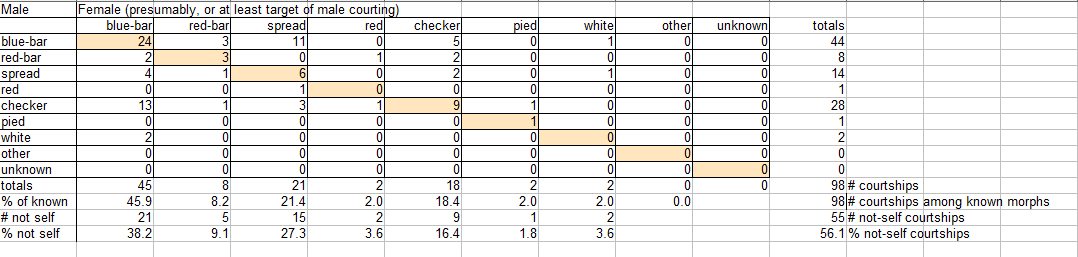 Male Female (presumably, or at least target of male courting)
blue-bar red-bar spread red checker pied white other unknown totals
blue-bar 24 3 11 0 5 0 1 0 0 44
red-bar 2 3 0 1 2 0 0 0 0 8
spread 4 1 6 0 2 0 1 0 0 14
red 0 0 1 0 0 0 0 0 0 1
checker 13 1 3 1 9 1 0 0 0 28
pied 0 0 0 0 0 1 0 0 0 1
white 2 0 0 0 0 0 0 0 0 2
other 0 0 0 0 0 0 0 0 0 0
unknown 0 0 0 0 0 0 0 0 0 0
totals 45 8 21 2 18 2 2 0 0 98 # courtships
% of known 45.9 8.2 21.4 2.0 18.4 2.0 2.0 0.0 98 # courtships among known morphs
# not self 21 5 15 2 9 1 2 55 # not-self courtships
% not self 38.2 9.1 27.3 3.6 16.4 1.8 3.6 56.1 % not-self courtships